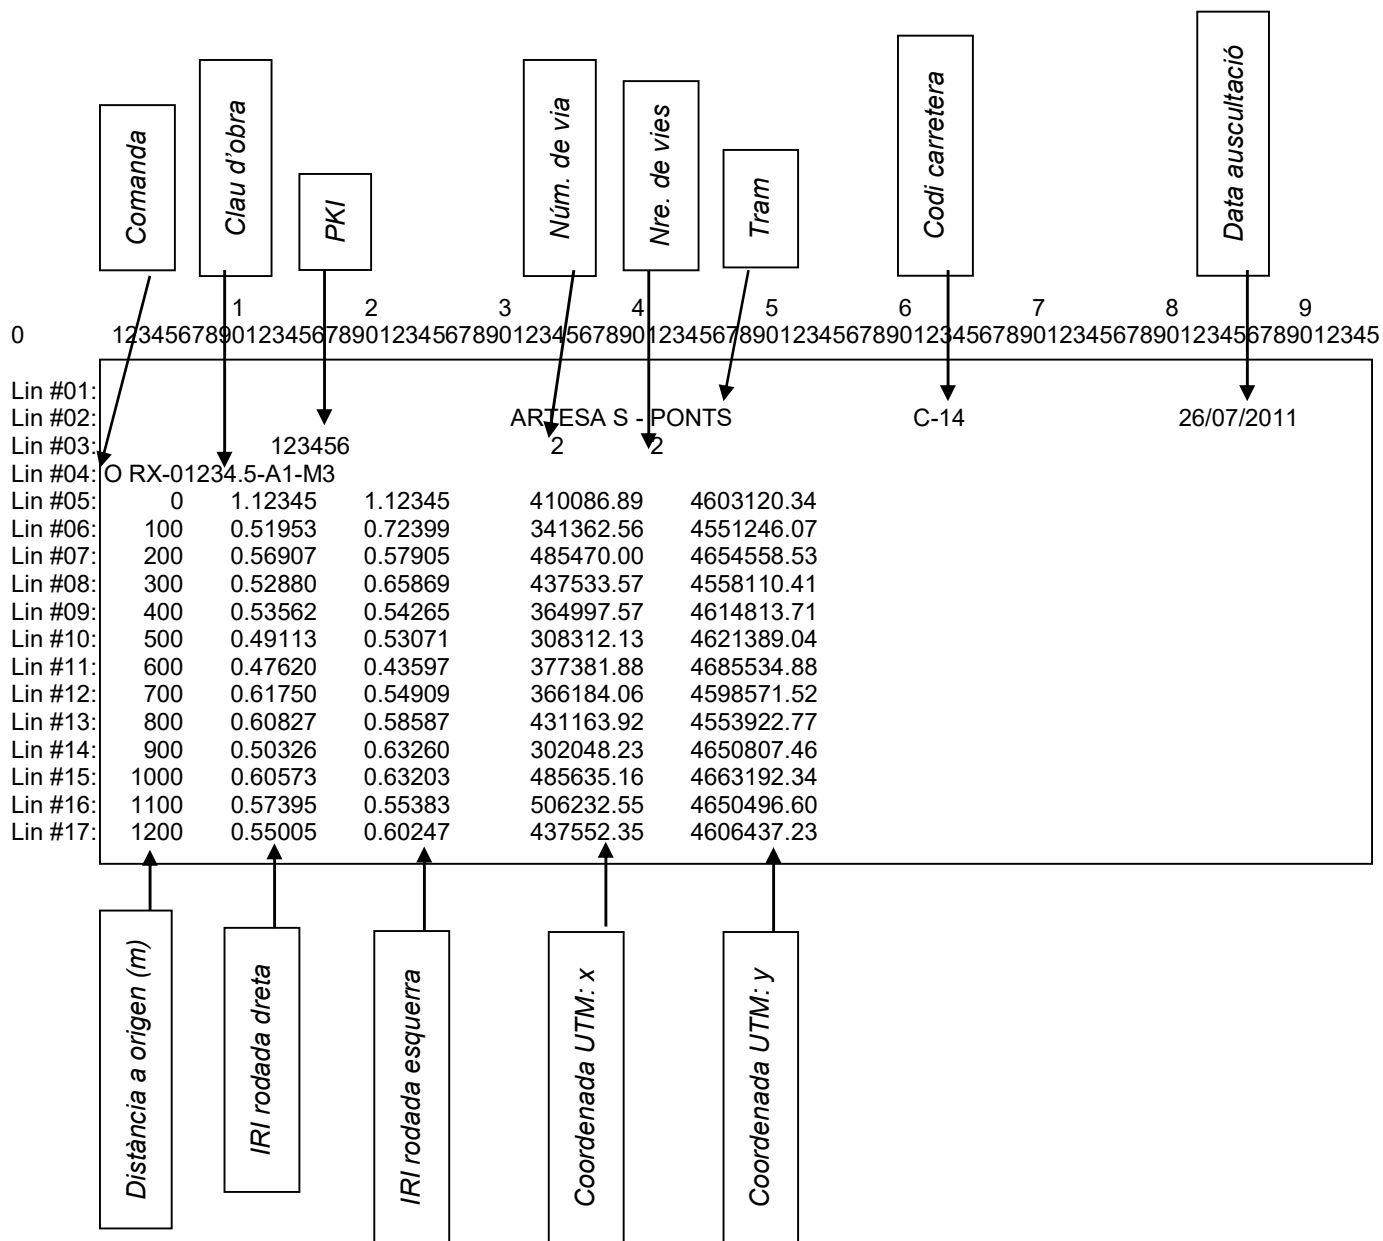 Comanda
Clau d'obra
PKI
Núm. de via
Nre. de vies
Tram
Codi carretera
Data auscultació
1 2 3 4 5 6 7 8 9
0 12345678901234567890123456789012345678901234567890123456789012345678901234567890123456789012345
Lin #01:
Lin #02: ARTESA S - PONTS C-14 26/07/2011
Lin #03: 123456 2 2
Lin #04: O RX-01234.5-A1-M3
Lin #05: 0 1.12345 1.12345 410086.89 4603120.34
Lin #06: 100 0.51953 0.72399 341362.56 4551246.07
Lin #07: 200 0.56907 0.57905 485470.00 4654558.53
Lin #08: 300 0.52880 0.65869 437533.57 4558110.41
Lin #09: 400 0.53562 0.54265 364997.57 4614813.71
Lin #10: 500 0.49113 0.53071 308312.13 4621389.04
Lin #11: 600 0.47620 0.43597 377381.88 4685534.88
Lin #12: 700 0.61750 0.54909 366184.06 4598571.52
Lin #13: 800 0.60827 0.58587 431163.92 4553922.77
Lin #14: 900 0.50326 0.63260 302048.23 4650807.46
Lin #15: 1000 0.60573 0.63203 485635.16 4663192.34
Lin #16: 1100 0.57395 0.55383 506232.55 4650496.60
Lin #17: 1200 0.55005 0.60247 437552.35 4606437.23
Distància a origen (m)
IRI rodada dreta
IRI rodada esquerra
Coordenada UTM: x
Coordenada UTM: y